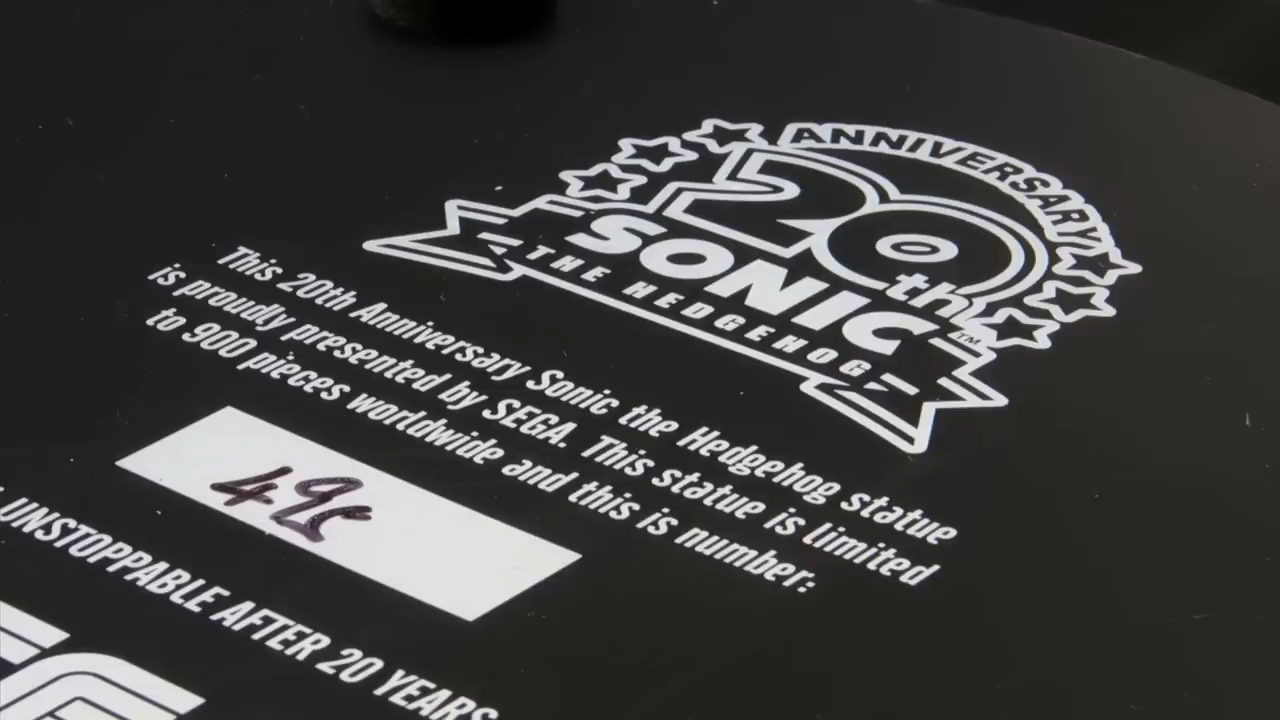 ANNIVERSARY
20th
SONIC
THE HEDGEHOG™
This 20th Anniversary Sonic the Hedgehog statue
is proudly presented by SEGA. This statue is limited
to 900 pieces worldwide and this is number:
UNSTOPPABLE AFTER 20 YEARS